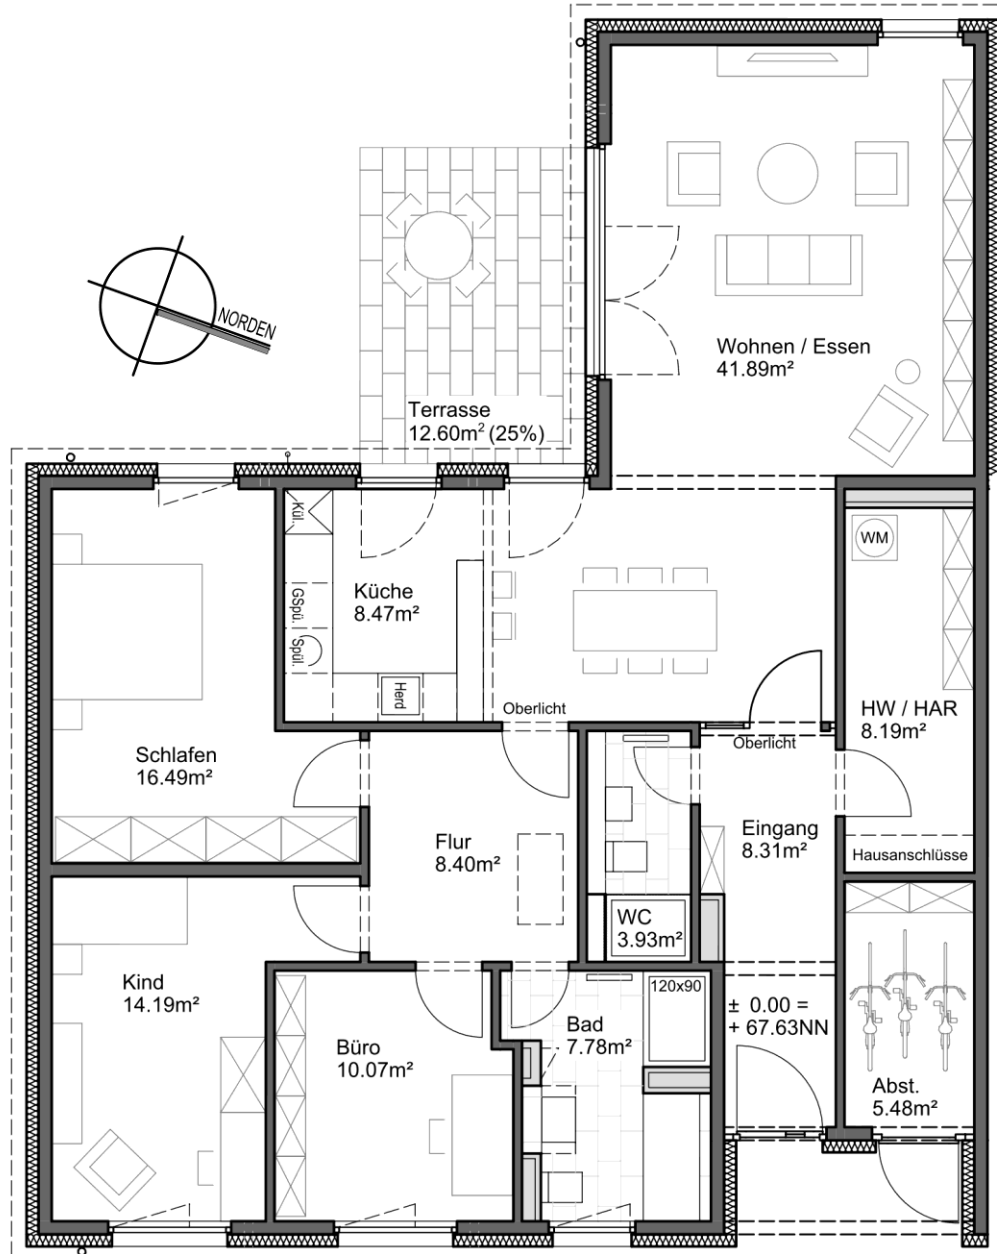 NORDEN
Wohnen / Essen
41.89m²
Terrasse
12.60m² (25%)
Kül.
GSpü.
Spül.
Küche
8.47m²
Herd
WM
Oberlicht
HW / HAR
8.19m²
Oberlicht
Schlafen
16.49m²
Flur
8.40m²
Eingang
8.31m²
Hausanschlüsse
WC
3.93m²
Kind
14.19m²
Büro
10.07m²
Bad
7.78m²
120x90
± 0.00 =
+ 67.63NN
Abst.
5.48m²